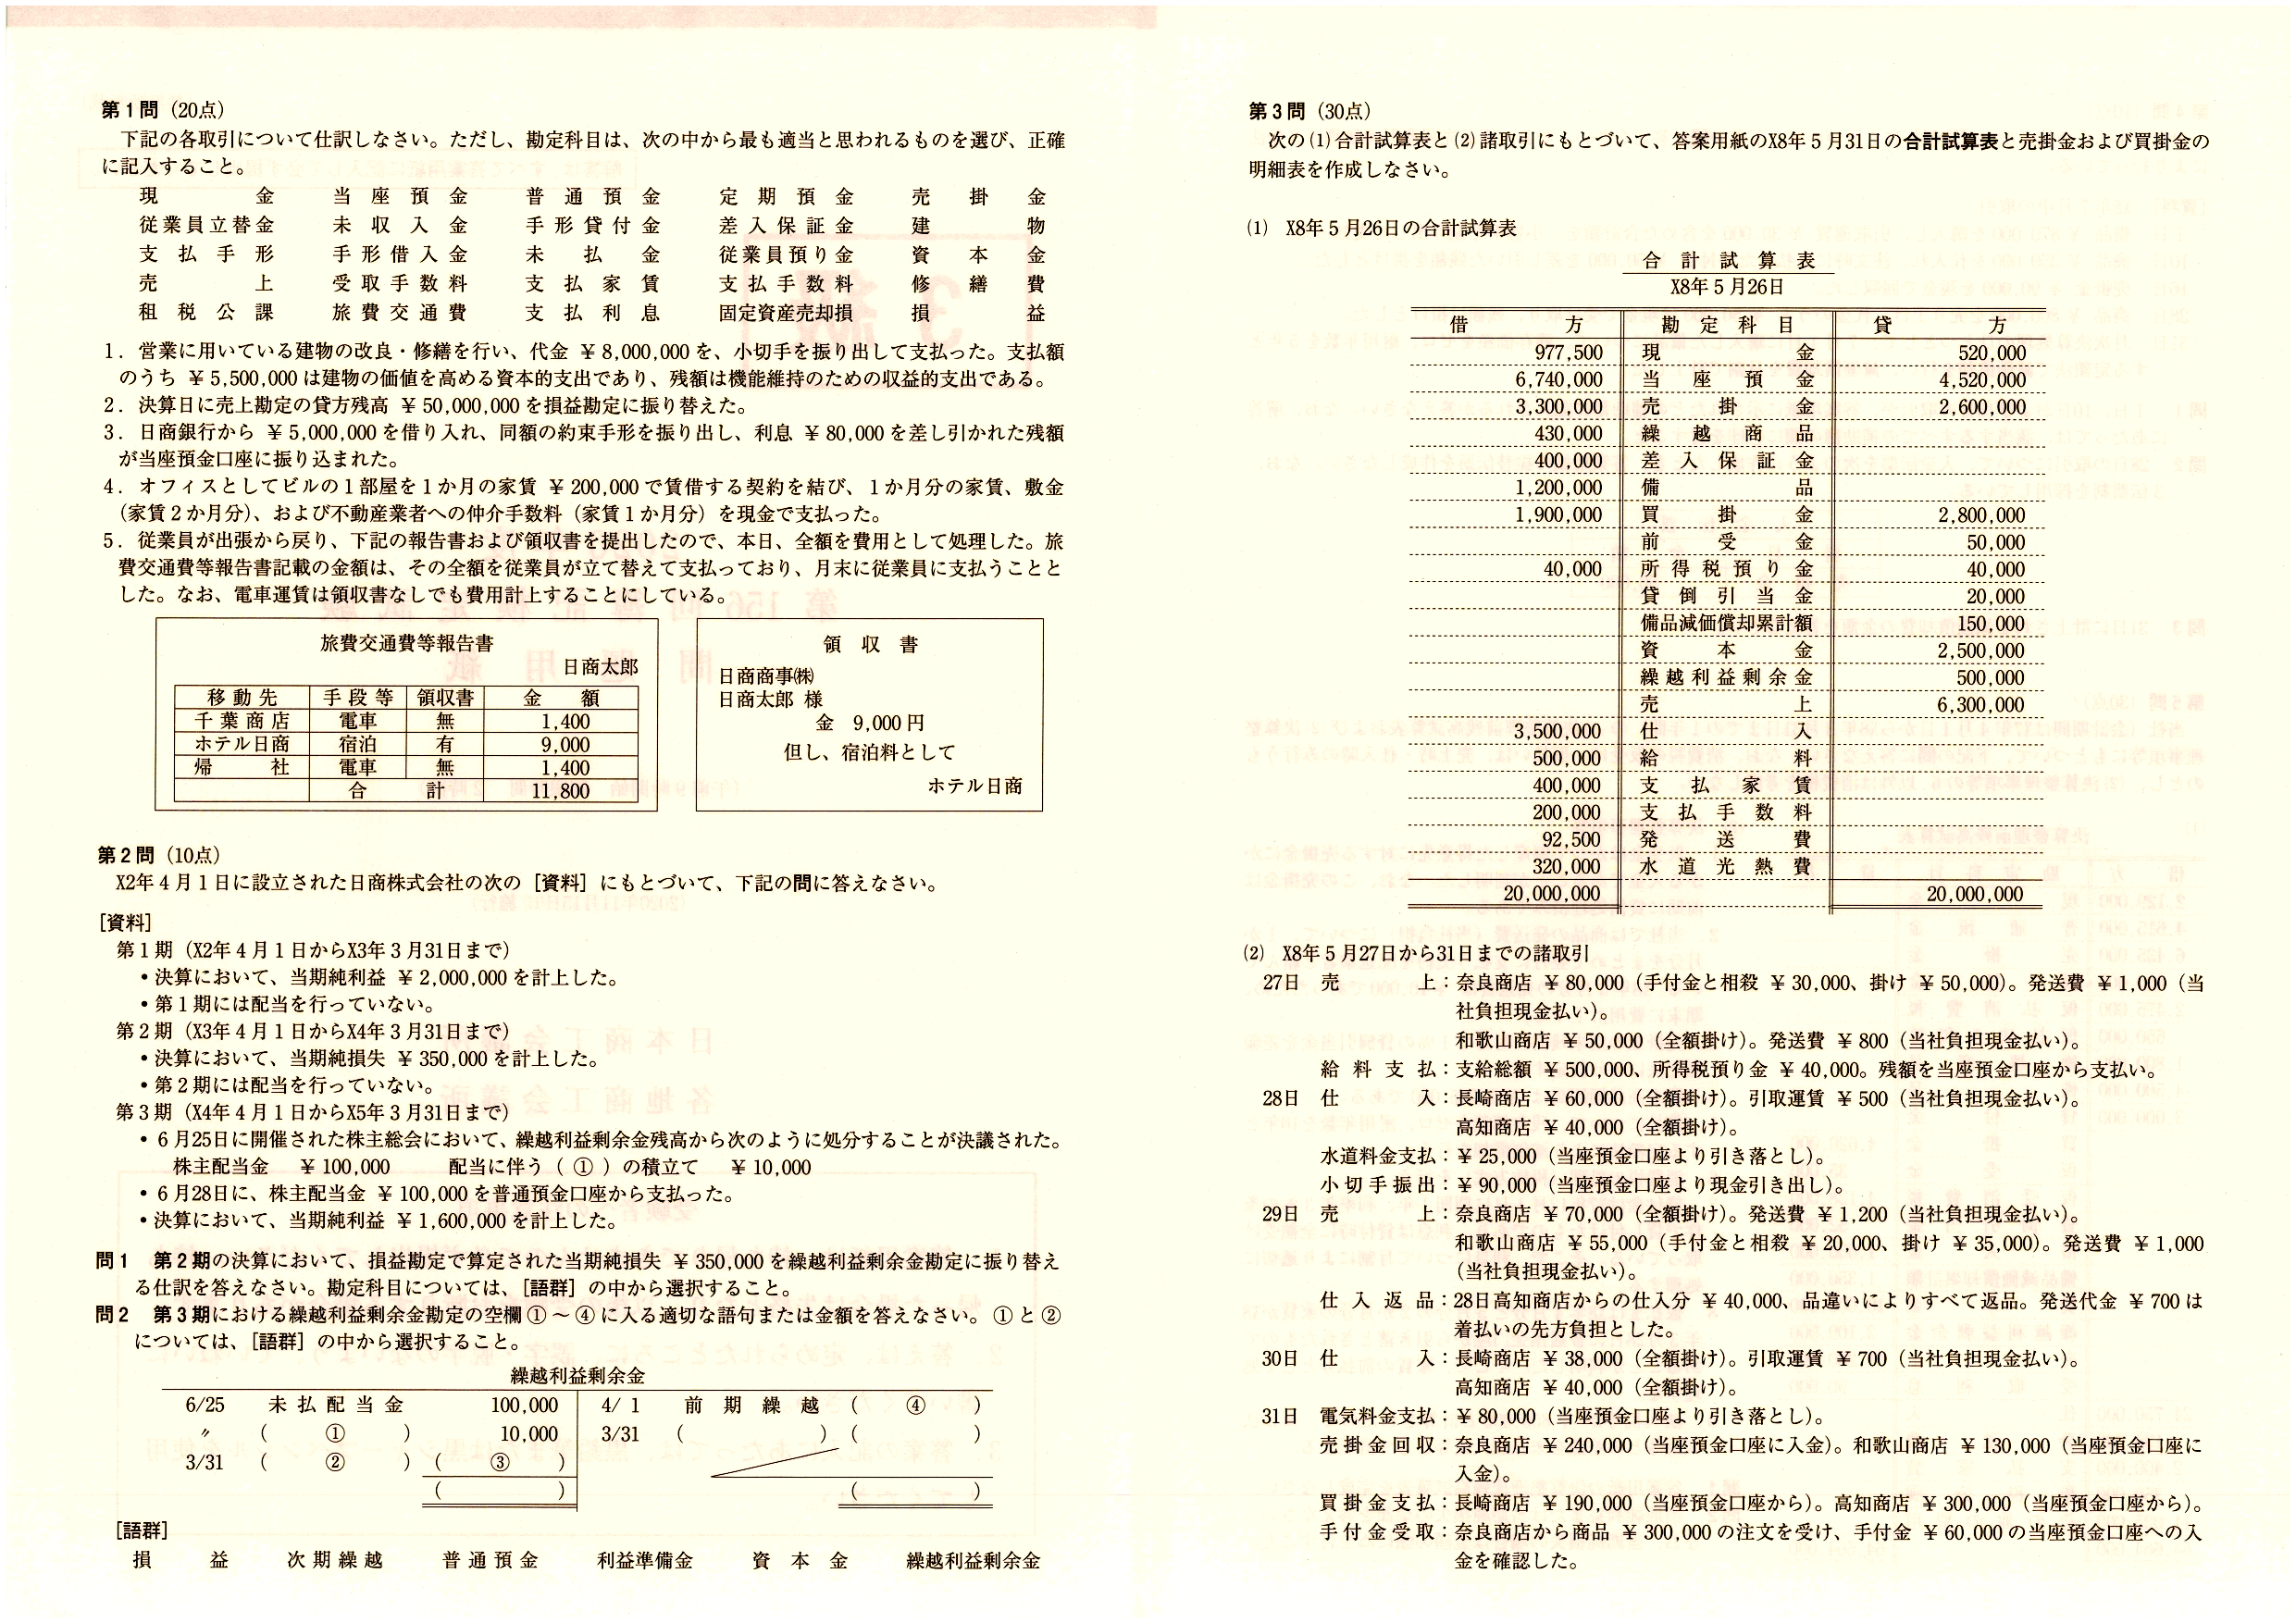 第1問（20点）
下記の各取引について仕訳しなさい。ただし、勘定科目は、次の中から最も適当と思われるものを選び、正確
に記入すること。
現金 当座預金 普通預金 定期預金 売掛金
従業員立替金 未収入金 手形貸付金 差入保証金 建物
支払手形 手形借入金 未払金 従業員預り金 資本金
売上 受取手数料 支払家賃 支払手数料 修繕費
租税公課 旅費交通費 支払利息 固定資産売却損 損益
1．営業に用いている建物の改良・修繕を行い、代金 ￥8,000,000を、小切手を振り出して支払った。支払額
のうち ￥5,500,000は建物の価値を高める資本的支出であり、残額は機能維持のための収益的支出である。
2．決算日に売上勘定の貸方残高 ￥50,000,000を損益勘定に振り替えた。
3．日商銀行から ￥5,000,000を借り入れ、同額の約束手形を振り出し、利息 ￥80,000を差し引かれた残額
が当座預金口座に振り込まれた。
4．オフィスとしてビルの1部屋を1か月の家賃 ￥200,000で賃借する契約を結び、1か月分の家賃、敷金
（家賃2か月分）、および不動産業者への仲介手数料（家賃1か月分）を現金で支払った。
5．従業員が出張から戻り、下記の報告書および領収書を提出したので、本日、全額を費用として処理した。旅
費交通費等報告書記載の金額は、その全額を従業員が立て替えて支払っており、月末に従業員に支払うことと
した。なお、電車運賃は領収書なしでも費用計上することにしている。
旅費交通費等報告書
日商太郎
移動先 手段等 領収書 金額
千葉商店 電車 無 1,400
ホテル日商 宿泊 有 9,000
帰社 電車 無 1,400
合計 11,800
領収書
日商商事㈱
日商太郎 様
金 9,000円
但し、宿泊料として
ホテル日商
第2問（10点）
X2年4月1日に設立された日商株式会社の次の［資料］にもとづいて、下記の問に答えなさい。
［資料］
第1期（X2年4月1日からX3年3月31日まで）
・決算において、当期純利益 ￥2,000,000を計上した。
・第1期には配当を行っていない。
第2期（X3年4月1日からX4年3月31日まで）
・決算において、当期純損失 ￥350,000を計上した。
・第2期には配当を行っていない。
第3期（X4年4月1日からX5年3月31日まで）
・6月25日に開催された株主総会において、繰越利益剰余金残高から次のように処分することが決議された。
株主配当金 ￥100,000 配当に伴う（ ① ）の積立て ￥10,000
・6月28日に、株主配当金 ￥100,000を普通預金口座から支払った。
・決算において、当期純利益 ￥1,600,000を計上した。
問1 第2期の決算において、損益勘定で算定された当期純損失 ￥350,000を繰越利益剰余金勘定に振り替え
る仕訳を答えなさい。勘定科目については、［語群］の中から選択すること。
問2 第3期における繰越利益剰余金勘定の空欄①～④に入る適切な語句または金額を答えなさい。①と②
については、［語群］の中から選択すること。
繰越利益剰余金
6/25 未払配当金 100,000 4/1 前期繰越 （ ④ ）
〃 （ ① ） 10,000 3/31 （ ） （ ）
3/31 （ ② ） （ ③ ）
（ ） （ ）
［語群］
損益 次期繰越 普通預金 利益準備金 資本金 繰越利益剰余金
第3問（30点）
次の(1)合計試算表と(2)諸取引にもとづいて、答案用紙のX8年5月31日の合計試算表と売掛金および買掛金の
明細表を作成しなさい。
(1) X8年5月26日の合計試算表
合計試算表
X8年5月26日
借方 勘定科目 貸方
977,500 現金 520,000
6,740,000 当座預金 4,520,000
3,300,000 売掛金 2,600,000
430,000 繰越商品
400,000 差入保証金
1,200,000 備品
1,900,000 買掛金 2,800,000
前受金 50,000
40,000 所得税預り金 40,000
貸倒引当金 20,000
備品減価償却累計額 150,000
資本金 2,500,000
繰越利益剰余金 500,000
売上 6,300,000
3,500,000 仕入
500,000 給料
400,000 支払家賃
200,000 支払手数料
92,500 発送費
320,000 水道光熱費
20,000,000 20,000,000
(2) X8年5月27日から31日までの諸取引
27日 売上：奈良商店 ￥80,000（手付金と相殺 ￥30,000、掛け ￥50,000）。発送費 ￥1,000（当
社負担現金払い）。
和歌山商店 ￥50,000（全額掛け）。発送費 ￥800（当社負担現金払い）。
給料支払：支給総額 ￥500,000、所得税預り金 ￥40,000。残額を当座預金口座から支払い。
28日 仕入：長崎商店 ￥60,000（全額掛け）。引取運賃 ￥500（当社負担現金払い）。
高知商店 ￥40,000（全額掛け）。
水道料金支払：￥25,000（当座預金口座より引き落とし）。
小切手振出：￥90,000（当座預金口座より現金引き出し）。
29日 売上：奈良商店 ￥70,000（全額掛け）。発送費 ￥1,200（当社負担現金払い）。
和歌山商店 ￥55,000（手付金と相殺 ￥20,000、掛け ￥35,000）。発送費 ￥1,000
（当社負担現金払い）。
仕入返品：28日高知商店からの仕入分 ￥40,000、品違いによりすべて返品。発送代金 ￥700は
着払いの先方負担とした。
30日 仕入：長崎商店 ￥38,000（全額掛け）。引取運賃 ￥700（当社負担現金払い）。
高知商店 ￥40,000（全額掛け）。
31日 電気料金支払：￥80,000（当座預金口座より引き落とし）。
売掛金回収：奈良商店 ￥240,000（当座預金口座に入金）。和歌山商店 ￥130,000（当座預金口座に
入金）。
買掛金支払：長崎商店 ￥190,000（当座預金口座から）。高知商店 ￥300,000（当座預金口座から）。
手付金受取：奈良商店から商品 ￥300,000の注文を受け、手付金 ￥60,000の当座預金口座への入
金を確認した。